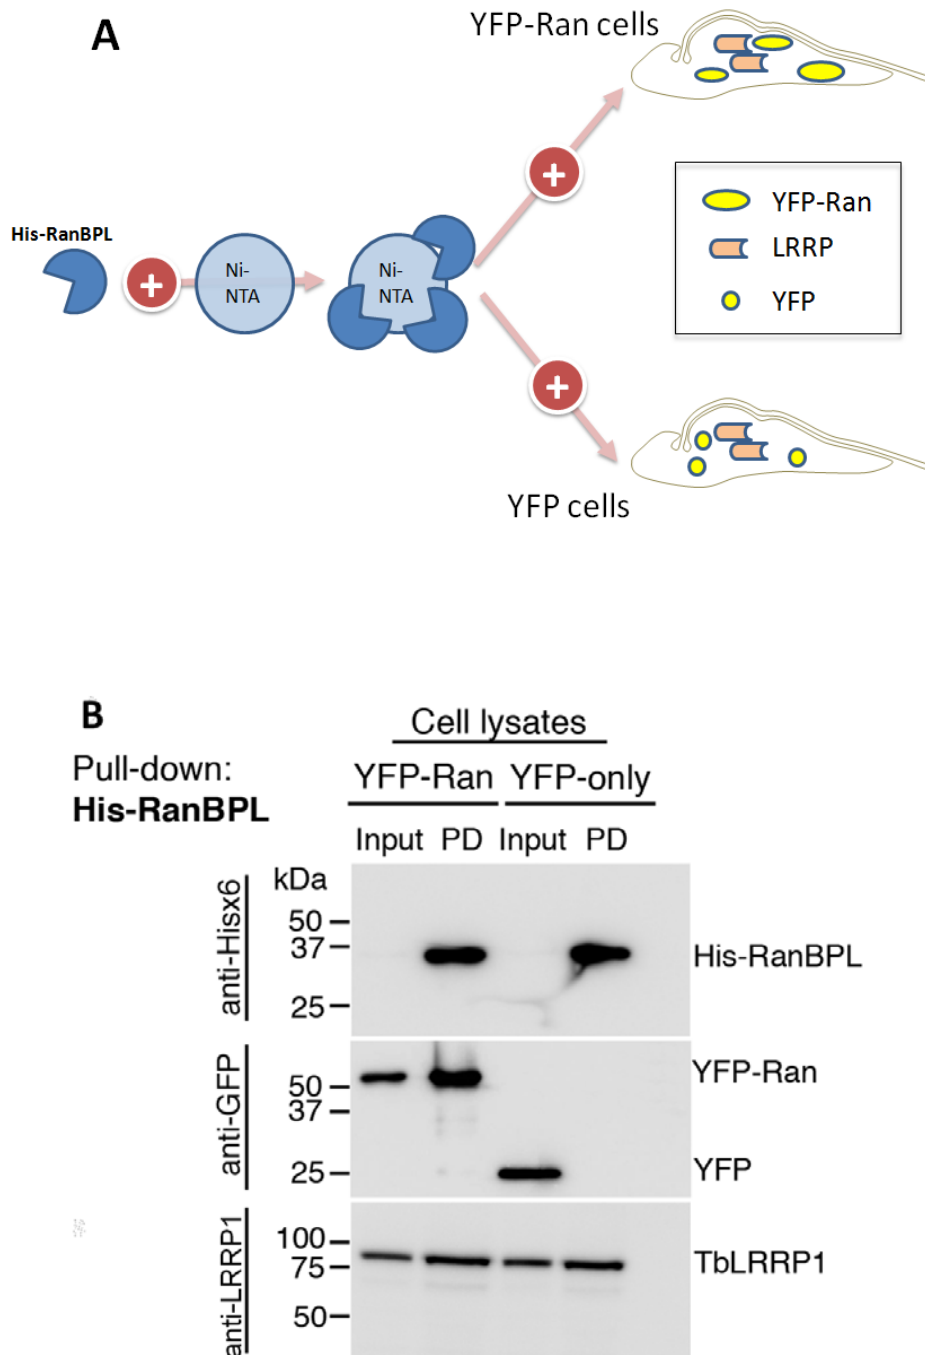 A
YFP-Ran cells
His-RanBPL
+
Ni-
NTA
Ni-
NTA
+
+
YFP-Ran
LRRP
YFP
YFP cells
B
Cell lysates
Pull-down:
His-RanBPL
YFP-Ran YFP-only
Input PD Input PD
anti-Hisx6
kDa
50
37
25
His-RanBPL
anti-GFP
50
37
25
YFP-Ran
YFP
anti-LRRP1
100
75
50
TbLRRP1